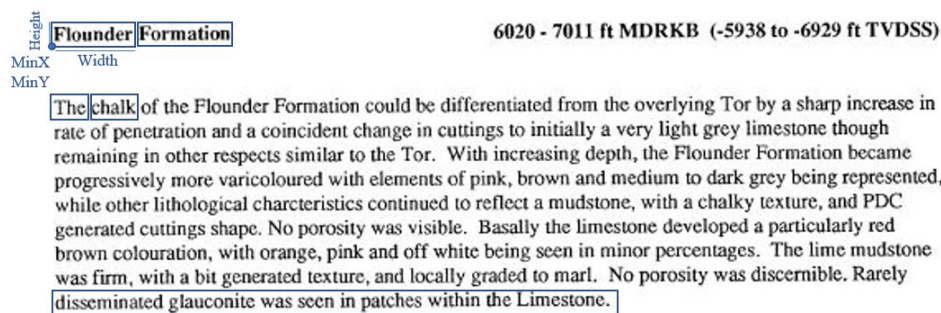 Height
Flounder Formation 6020 - 7011 ft MDRKB (-5938 to -6929 ft TVDSS)
MinX Width
MinY
The chalk of the Flounder Formation could be differentiated from the overlying Tor by a sharp increase in
rate of penetration and a coincident change in cuttings to initially a very light grey limestone though
remaining in other respects similar to the Tor. With increasing depth, the Flounder Formation became
progressively more varicoloured with elements of pink, brown and medium to dark grey being represented,
while other lithological charcteristics continued to reflect a mudstone, with a chalky texture, and PDC
generated cuttings shape. No porosity was visible. Basally the limestone developed a particularly red
brown colouration, with orange, pink and off white being seen in minor percentages. The lime mudstone
was firm, with a bit generated texture, and locally graded to marl. No porosity was discernible. Rarely
disseminated glauconite was seen in patches within the Limestone.